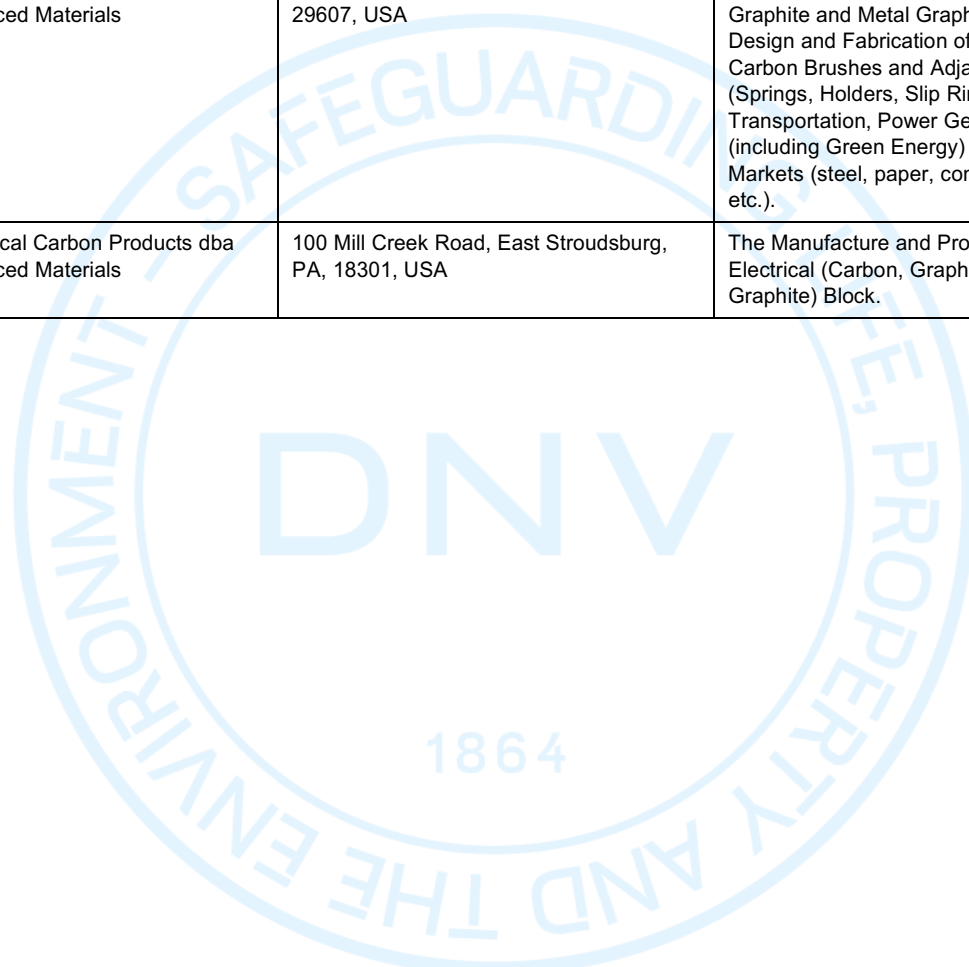 ced Materials
29607, USA
Graphite and Metal Graph
Design and Fabrication of
Carbon Brushes and Adja
(Springs, Holders, Slip Ri
Transportation, Power Ge
(including Green Energy)
Markets (steel, paper, co
etc.).
cal Carbon Products dba
ced Materials
100 Mill Creek Road, East Stroudsburg,
PA, 18301, USA
The Manufacture and Pro
Electrical (Carbon, Graph
Graphite) Block.
SAFEGUARDING LIFE, PROPERTY AND THE ENVIRONMENT –
DNV
1864